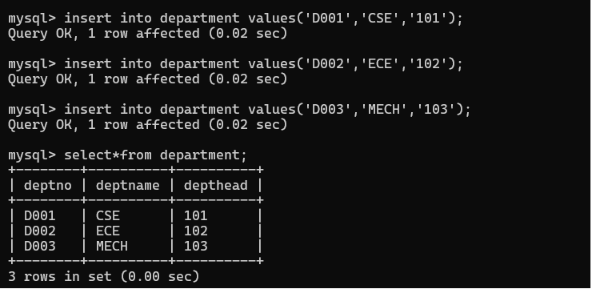 mysql> insert into department values('D001','CSE','101');
Query OK, 1 row affected (0.02 sec)
mysql> insert into department values('D002','ECE','102');
Query OK, 1 row affected (0.02 sec)
mysql> insert into department values('D003','MECH','103');
Query OK, 1 row affected (0.02 sec)
mysql> select*from department;
+--------+----------+----------+
| deptno | deptname | depthead |
+--------+----------+----------+
| D001   | CSE      | 101      |
| D002   | ECE      | 102      |
| D003   | MECH     | 103      |
+--------+----------+----------+
3 rows in set (0.00 sec)